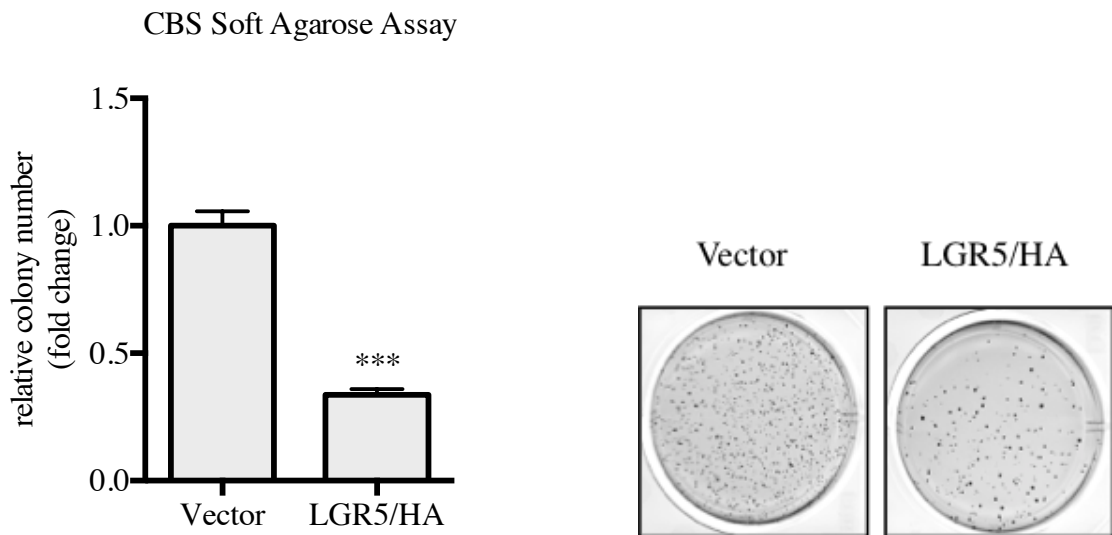 CBS Soft Agarose Assay
relative colony number
(fold change)
1.5
1.0
0.5
0.0
***
Vector
LGR5/HA
Vector
LGR5/HA